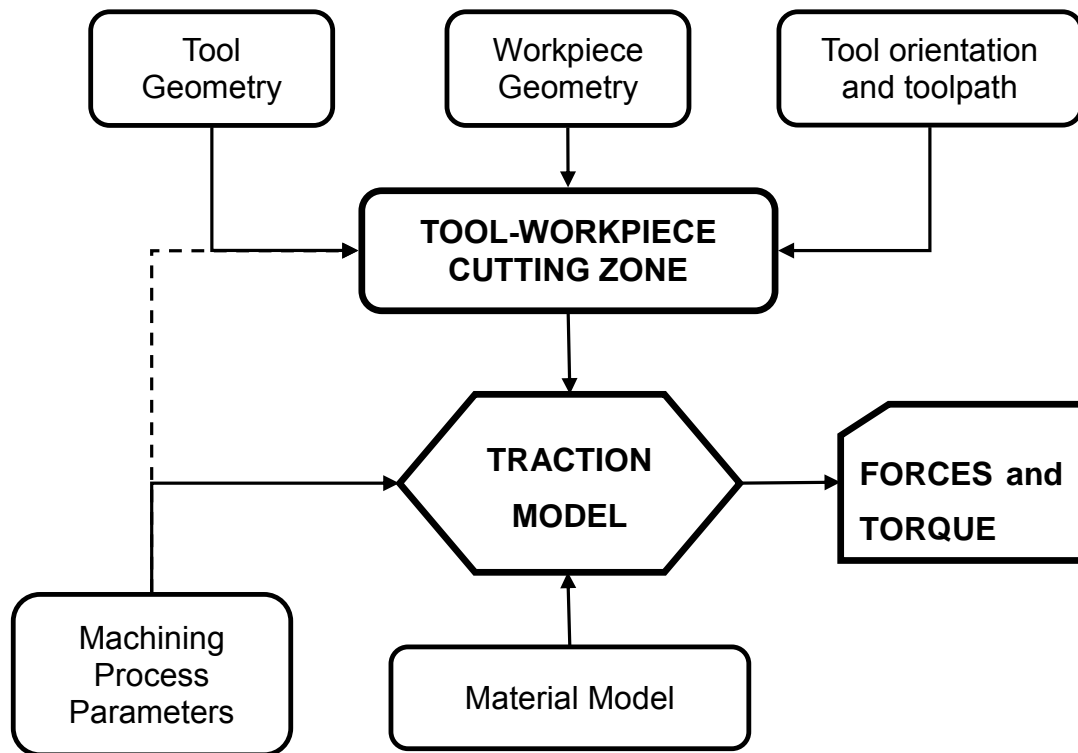 Tool
Geometry
Workpiece
Geometry
Tool orientation
and toolpath
TOOL-WORKPIECE
CUTTING ZONE
TRACTION
MODEL
FORCES and
TORQUE
Machining
Process
Parameters
Material Model